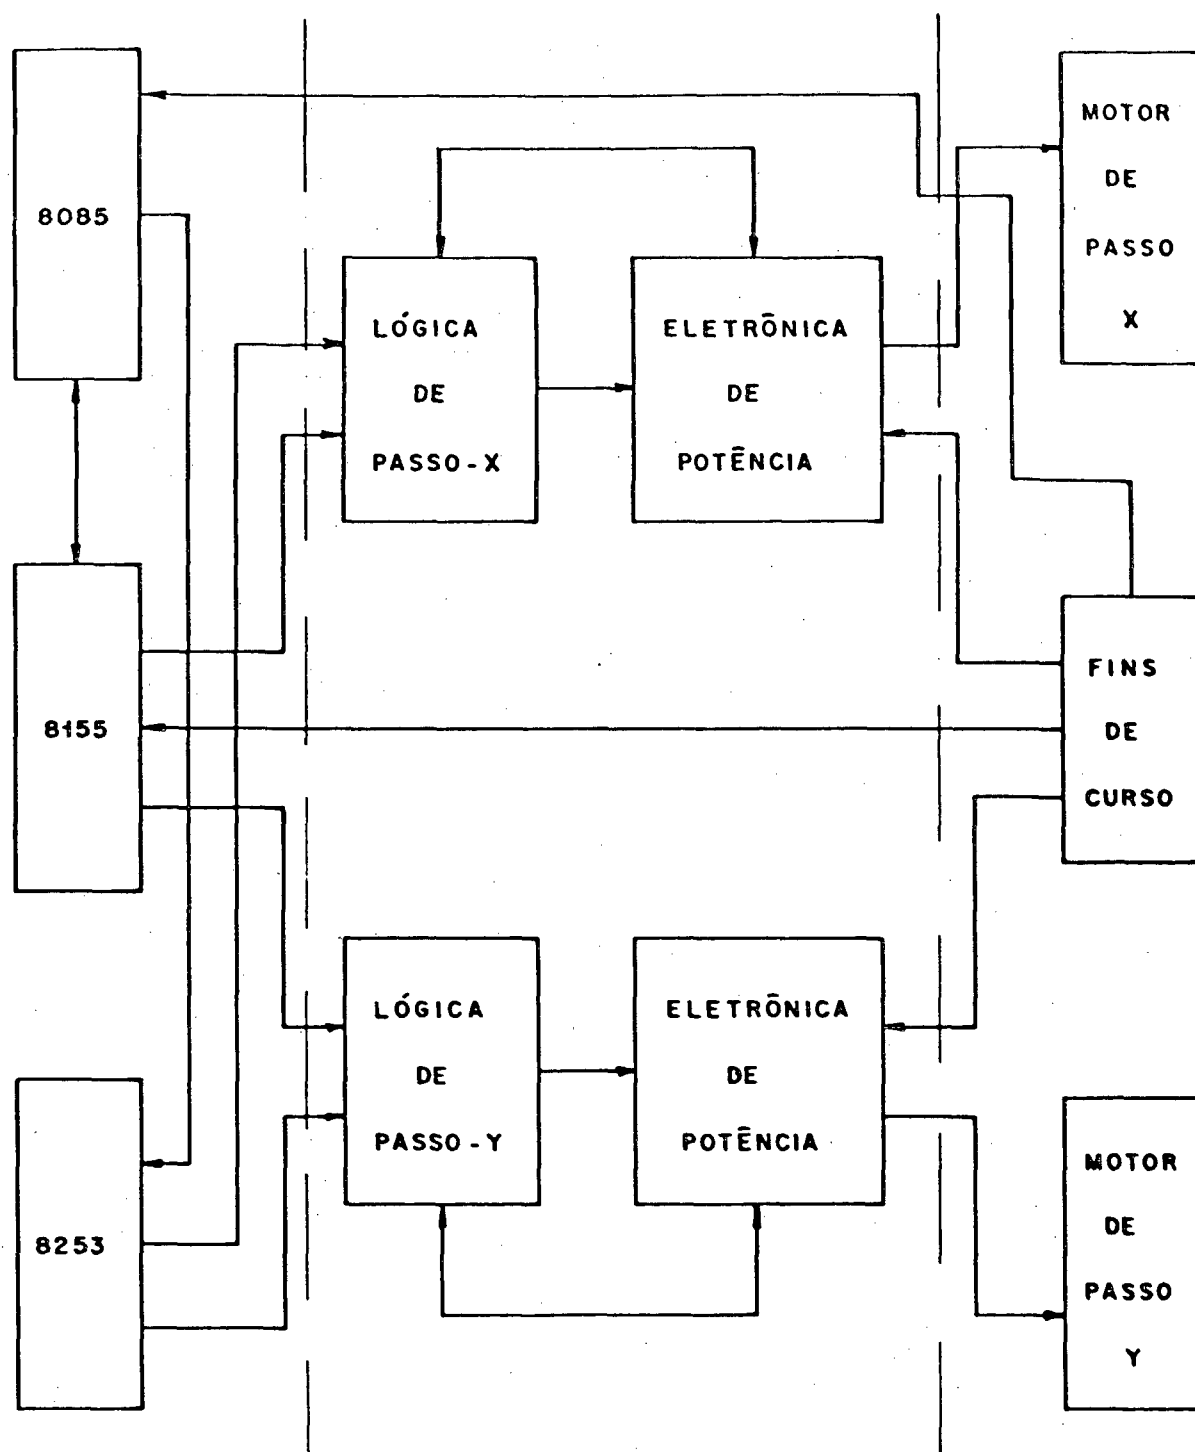 8085
8155
8253
LÓGICA
DE
PASSO-X
ELETRÔNICA
DE
POTÊNCIA
MOTOR
DE
PASSO
X
FINS
DE
CURSO
LÓGICA
DE
PASSO-Y
ELETRÔNICA
DE
POTÊNCIA
MOTOR
DE
PASSO
Y